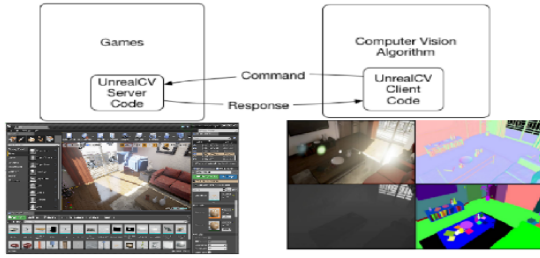 Games
UnrealCV
Server
Code
Command
Response
Computer Vision
Algorithm
UnrealCV
Client
Code